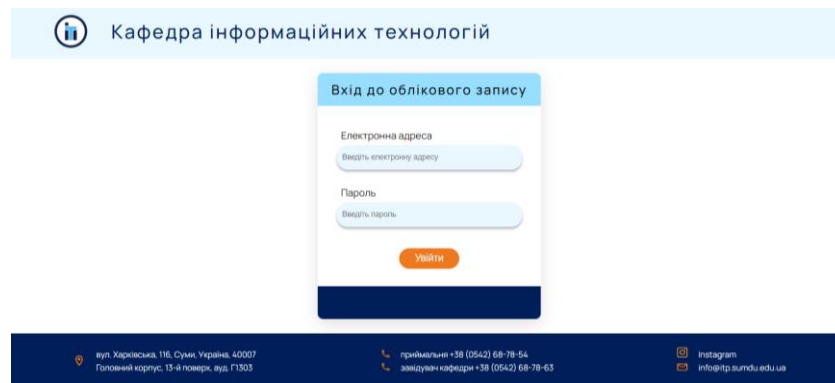 Кафедра інформаційних технологій
Вхід до облікового запису
Електронна адреса
Введіть електронну адресу
Пароль
Введіть пароль
Увійти
вул. Харківська, 116, Суми, Україна, 40007
Головний корпус, 13-й поверх, ауд. Г1303
приймальня +38 (0542) 68-78-54
завідувач кафедри +38 (0542) 68-78-63
Instagram
info@itp.sumdu.edu.ua